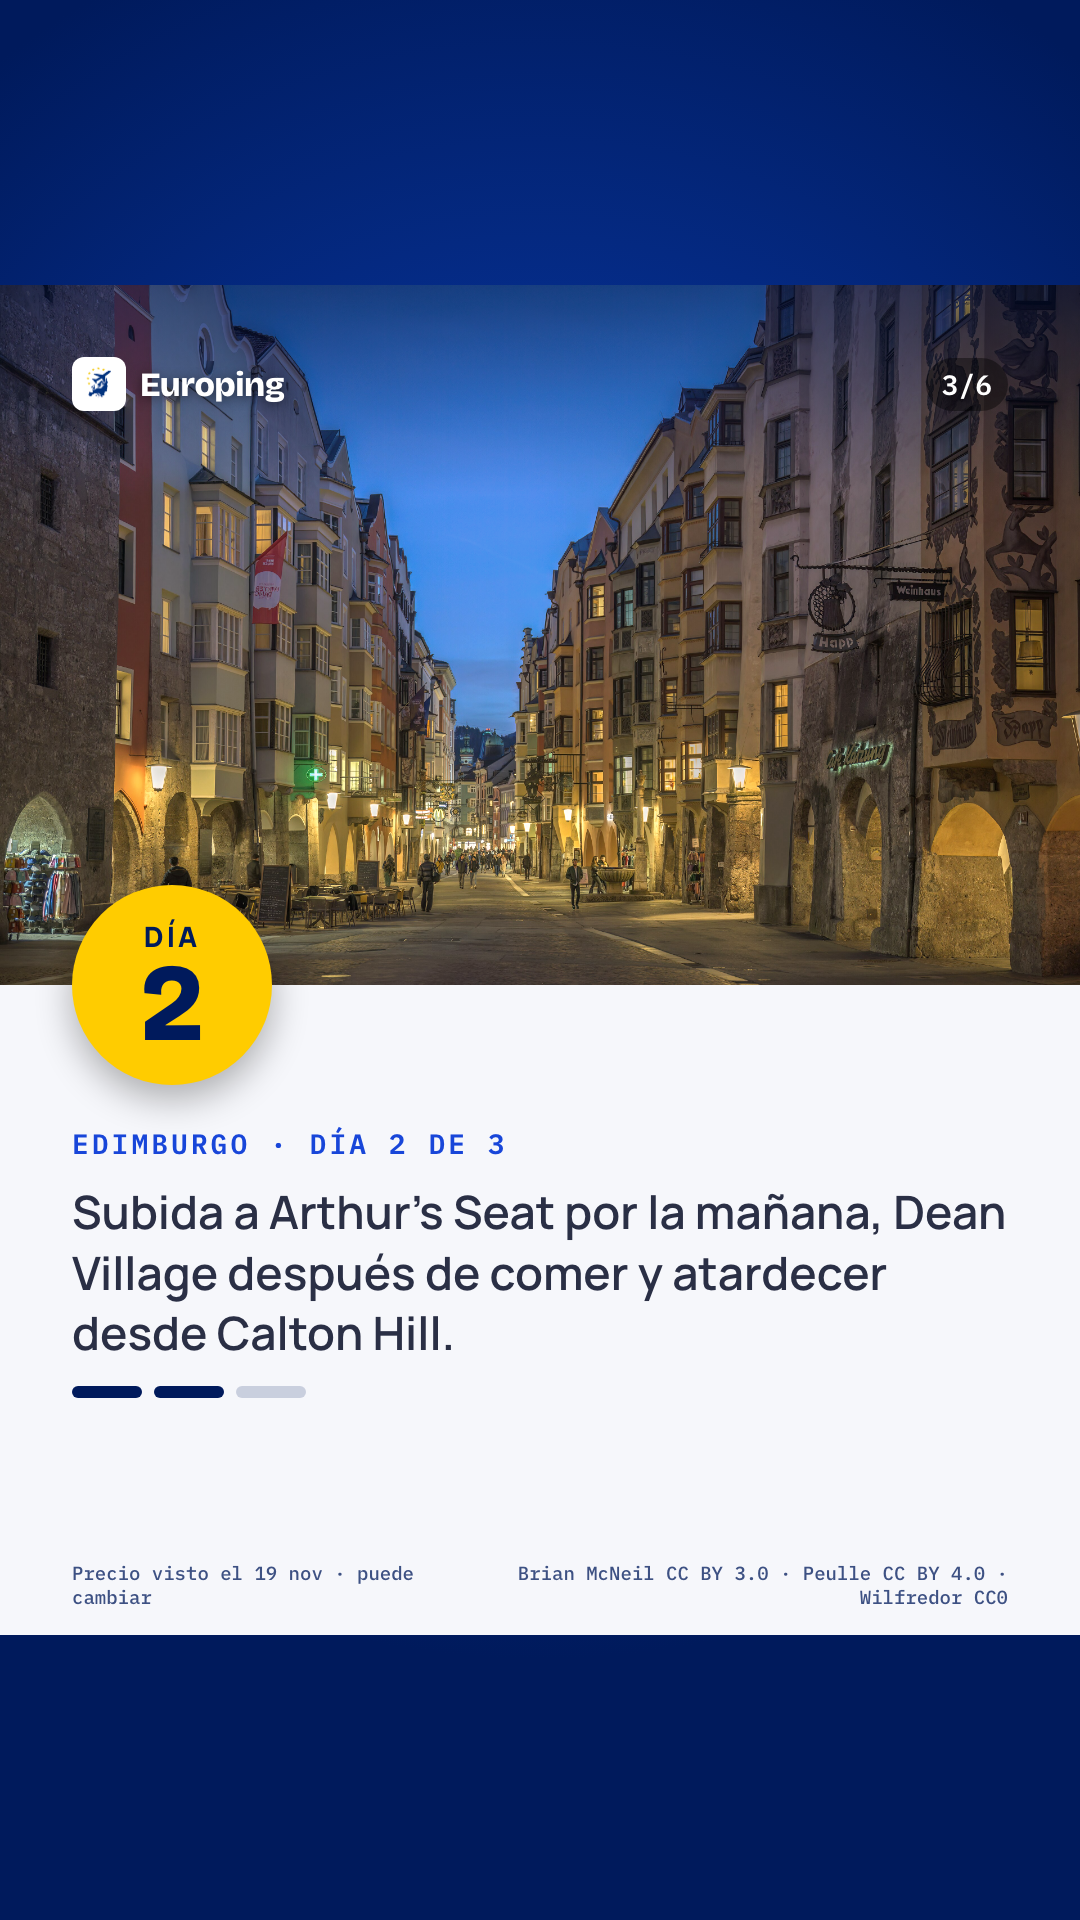 Europing
3/6
Weinhaus
Happ
DÍA
2
EDIMBURGO · DÍA 2 DE 3
Subida a Arthur’s Seat por la mañana, Dean
Village después de comer y atardecer
desde Calton Hill.
Precio visto el 19 nov · puede
cambiar
Brian McNeil CC BY 3.0 · Peulle CC BY 4.0 ·
Wilfredor CC0